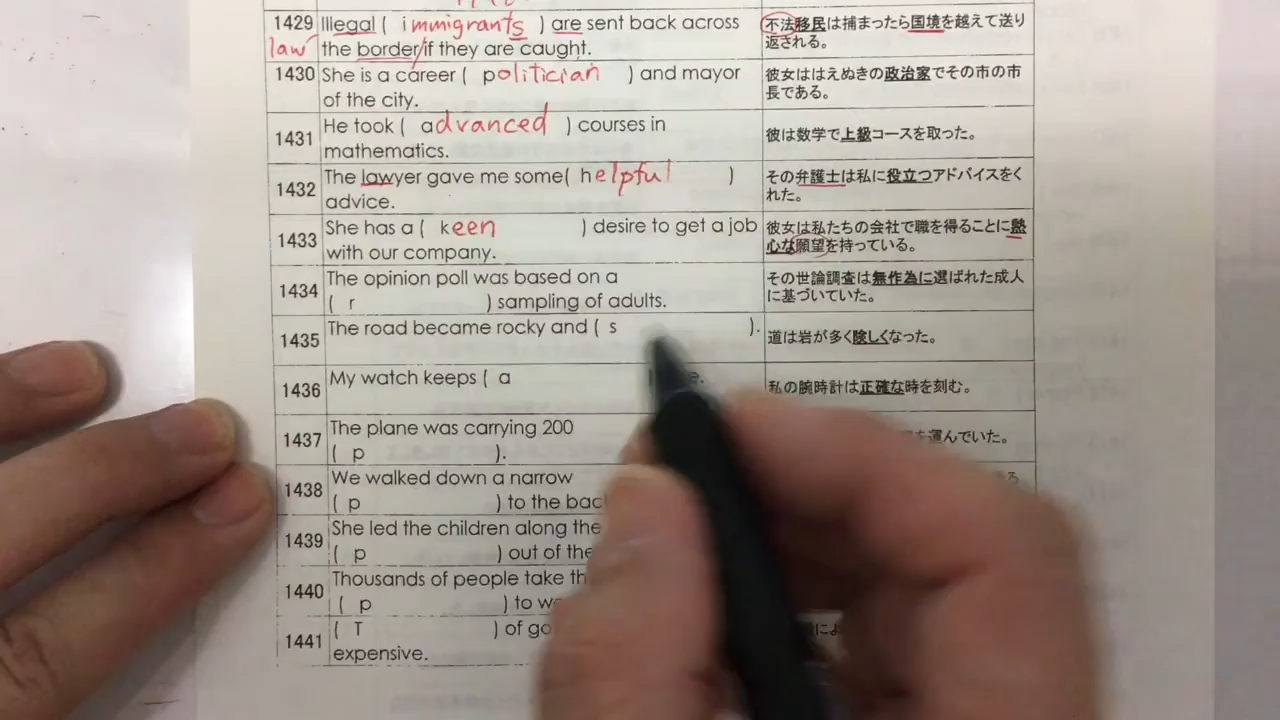 1429 Illegal ( immigrants ) are sent back across
law the border/if they are caught.
不法移民は捕まったら国境を越えて送り
返される。
1430 She is a career ( politician ) and mayor
of the city.
彼女ははえぬきの政治家でその市の市
長である。
1431 He took ( advanced ) courses in
mathematics.
彼は数学で上級コースを取った。
1432 The lawyer gave me some( helpful )
advice.
その弁護士は私に役立つアドバイスをく
れた。
1433 She has a ( keen ) desire to get a job
with our company.
彼女は私たちの会社で職を得ることに熱
心な願望を持っている。
1434 The opinion poll was based on a
( r ) sampling of adults.
その世論調査は無作為に選ばれた成人
に基づいていた。
1435 The road became rocky and ( s ).
道は岩が多く険しくなった。
1436 My watch keeps ( a e.
私の腕時計は正確な時を刻む。
1437 The plane was carrying 200
( p ).
を運んでいた。
1438 We walked down a narrow
( p ) to the bac
1439 She led the children along the
( p ) out of the
1440 Thousands of people take th
( p ) to wo
1441 ( T ) of go
expensive.